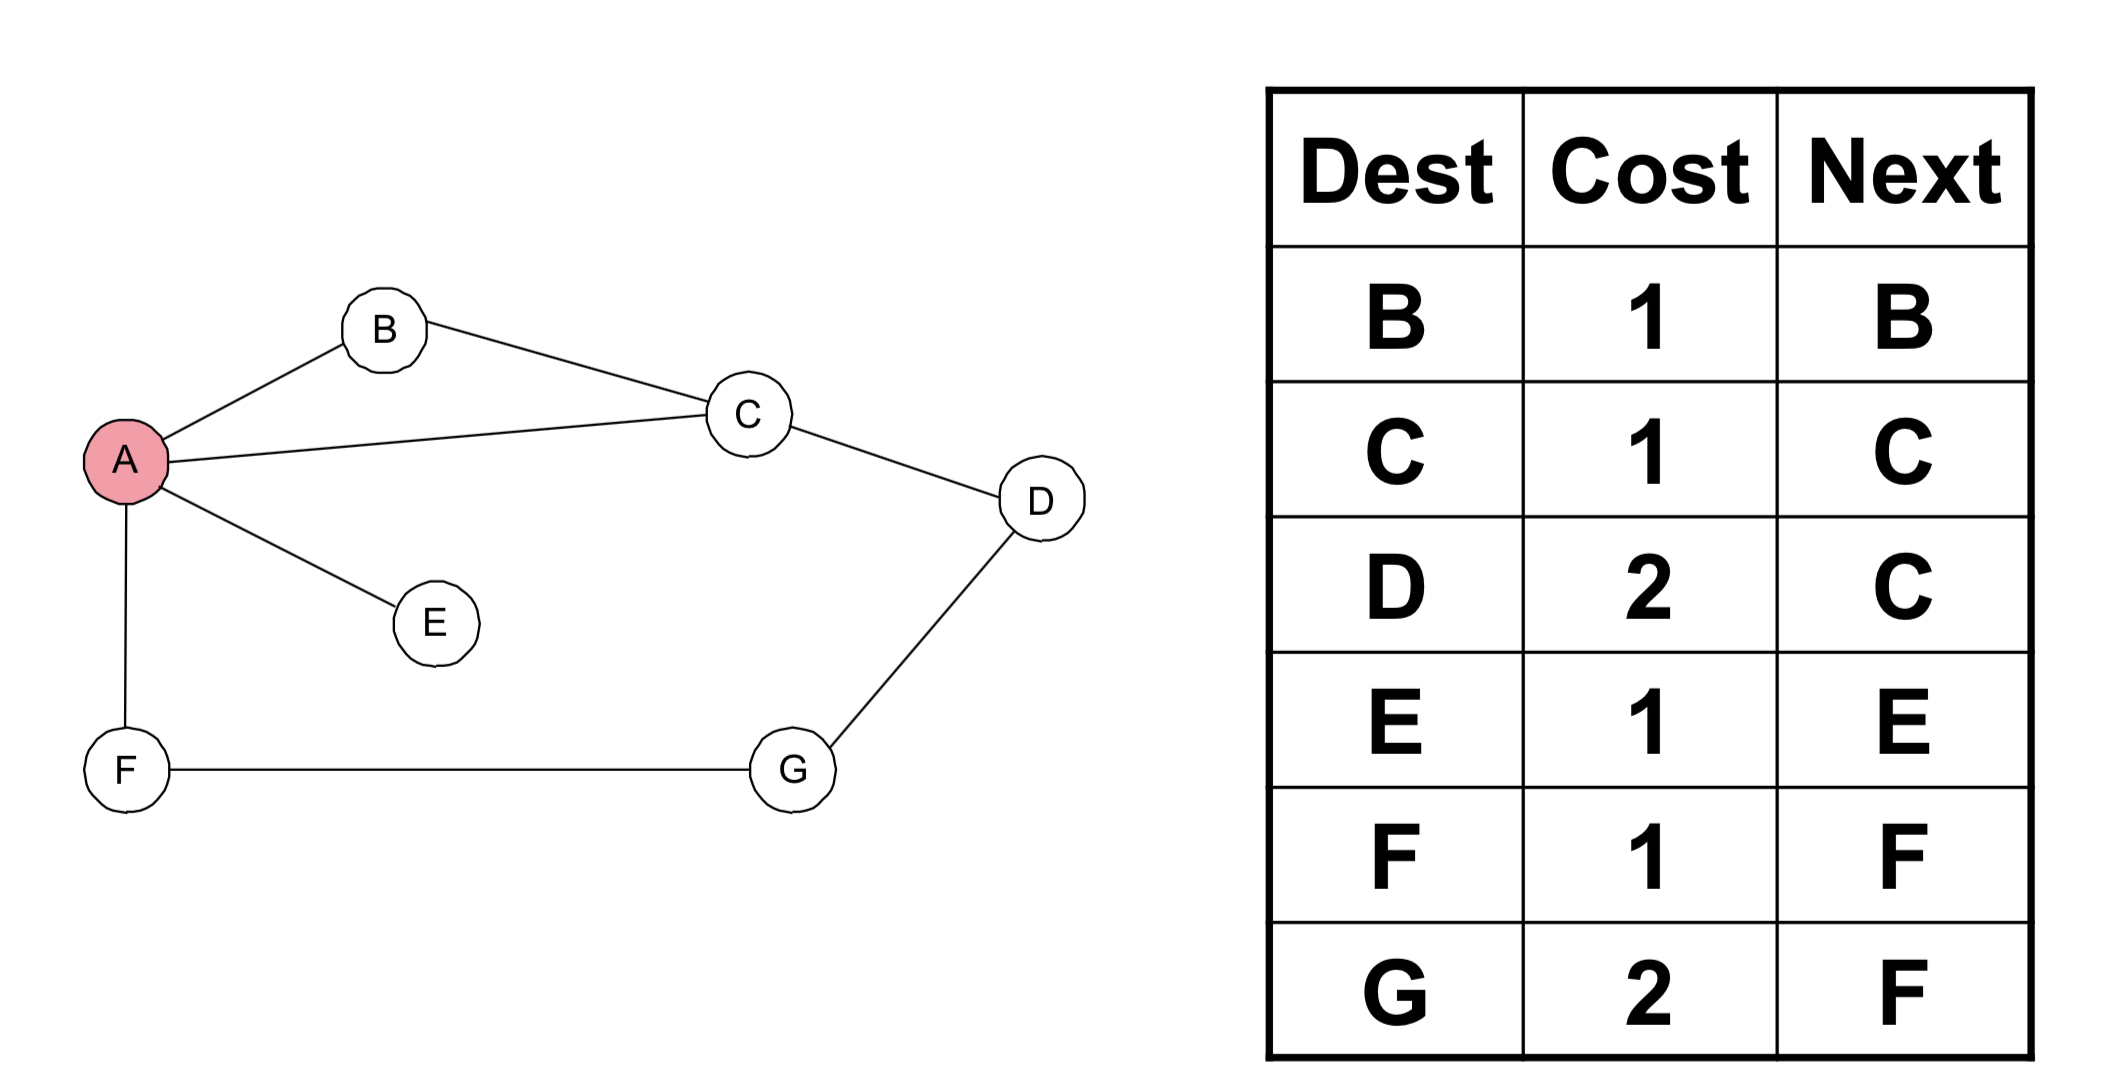 B
C
A
D
E
F
G
Dest Cost Next
B 1 B
C 1 C
D 2 C
E 1 E
F 1 F
G 2 F